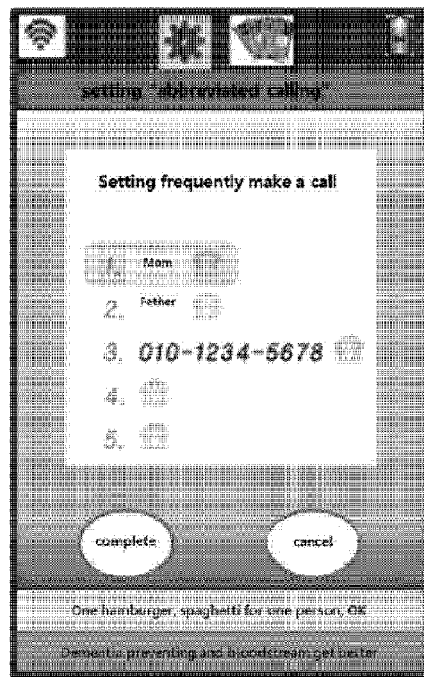 setting "abbreviated calling"
Setting frequently make a call
1. Mom
2. Father
3. 010-1234-5678
4.
5.
complete
cancel
One hamburger, spaghetti for one person, OK
Dementia preventing and bloodstream get better